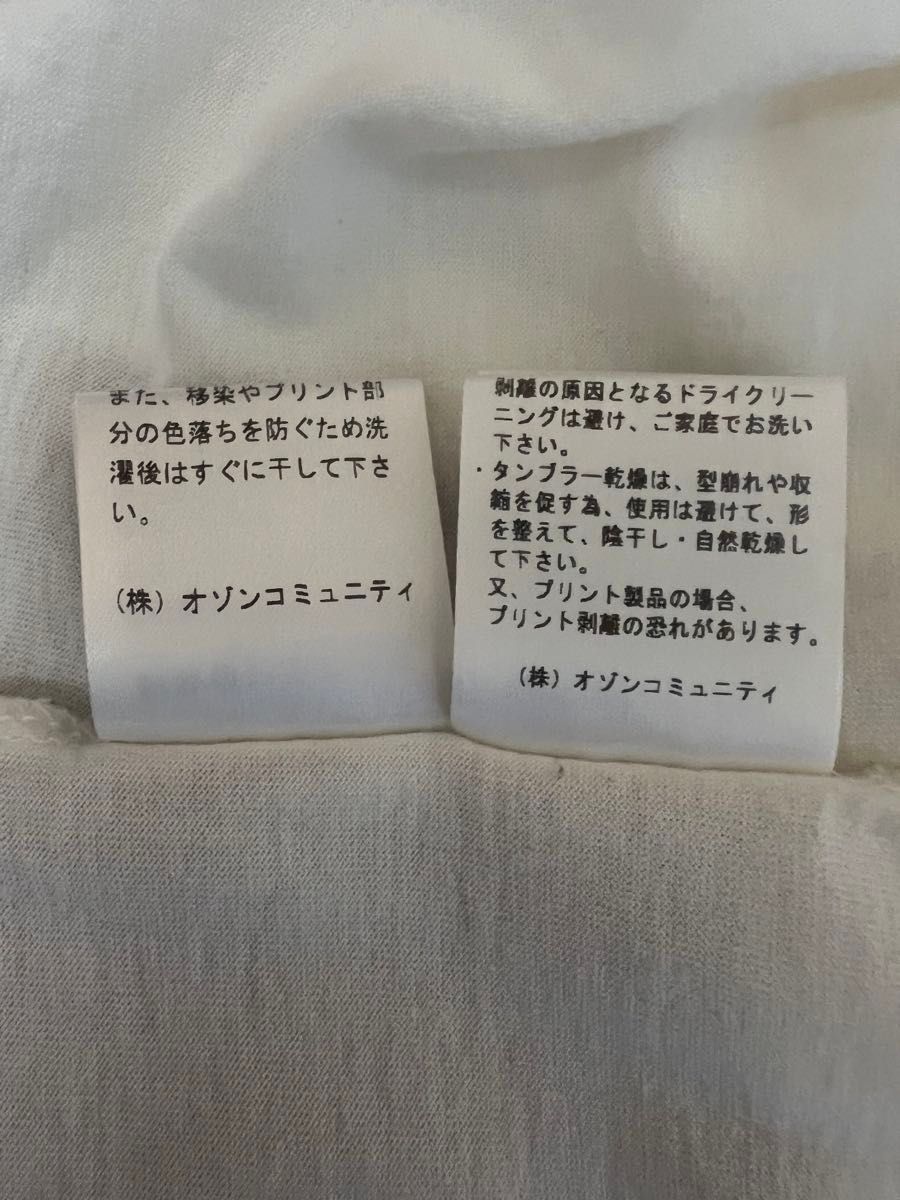 また、移染やプリント部
分の色落ちを防ぐため洗
濯後はすぐに干して下さ
い。
(株)オゾンコミュニティ
剥離の原因となるドライクリー
ニングは避け、ご家庭でお洗い
下さい。
・タンブラー乾燥は、型崩れや収
縮を促す為、使用は避けて、形
を整えて、陰干し・自然乾燥し
て下さい。
又、プリント製品の場合、
プリント剥離の恐れがあります。
(株)オゾンコミュニティ